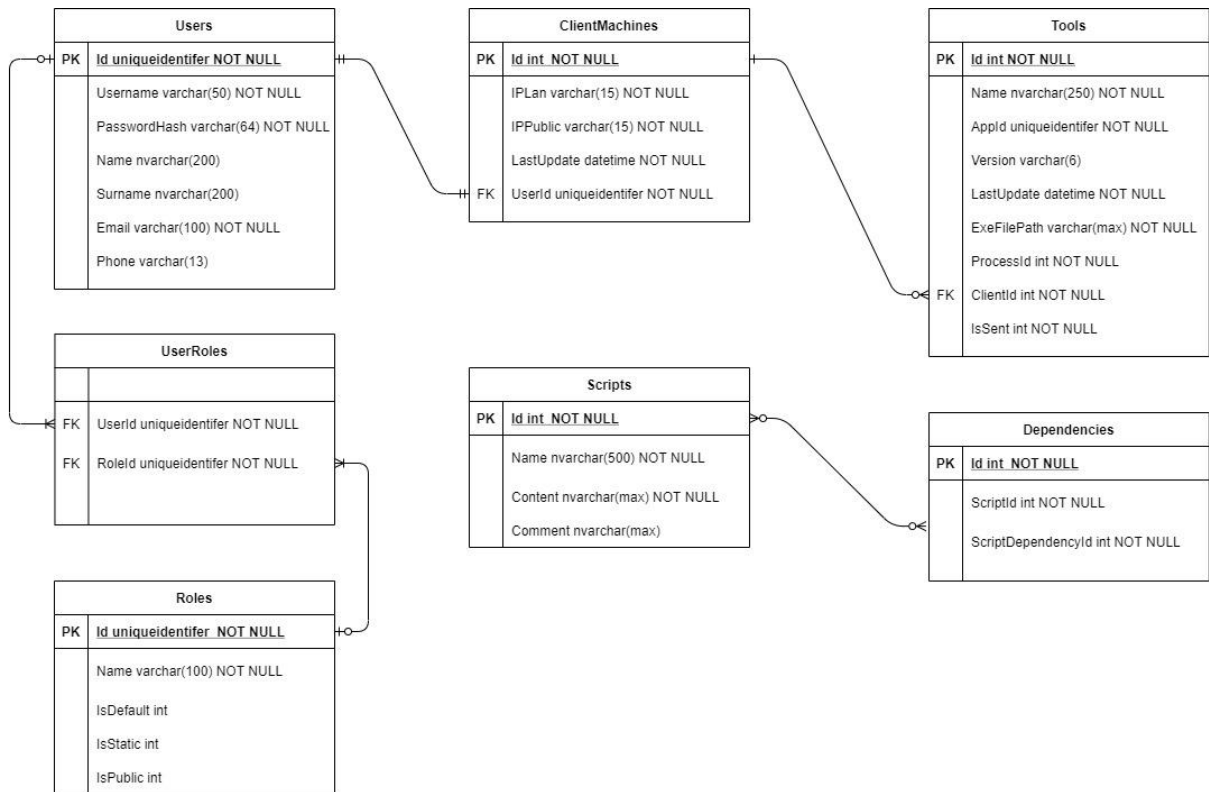 Users
PK Id uniqueidentifer NOT NULL
Username varchar(50) NOT NULL
PasswordHash varchar(64) NOT NULL
Name nvarchar(200)
Surname nvarchar(200)
Email varchar(100) NOT NULL
Phone varchar(13)
ClientMachines
PK Id int NOT NULL
IPLan varchar(15) NOT NULL
IPPublic varchar(15) NOT NULL
LastUpdate datetime NOT NULL
FK UserId uniqueidentifer NOT NULL
Tools
PK Id int NOT NULL
Name nvarchar(250) NOT NULL
AppId uniqueidentifer NOT NULL
Version varchar(6)
LastUpdate datetime NOT NULL
ExeFilePath varchar(max) NOT NULL
ProcessId int NOT NULL
FK ClientId int NOT NULL
IsSent int NOT NULL
UserRoles
FK UserId uniqueidentifer NOT NULL
FK RoleId uniqueidentifer NOT NULL
Scripts
PK Id int NOT NULL
Name nvarchar(500) NOT NULL
Content nvarchar(max) NOT NULL
Comment nvarchar(max)
Dependencies
PK Id int NOT NULL
ScriptId int NOT NULL
ScriptDependencyId int NOT NULL
Roles
PK Id uniqueidentifer NOT NULL
Name varchar(100) NOT NULL
IsDefault int
IsStatic int
IsPublic int